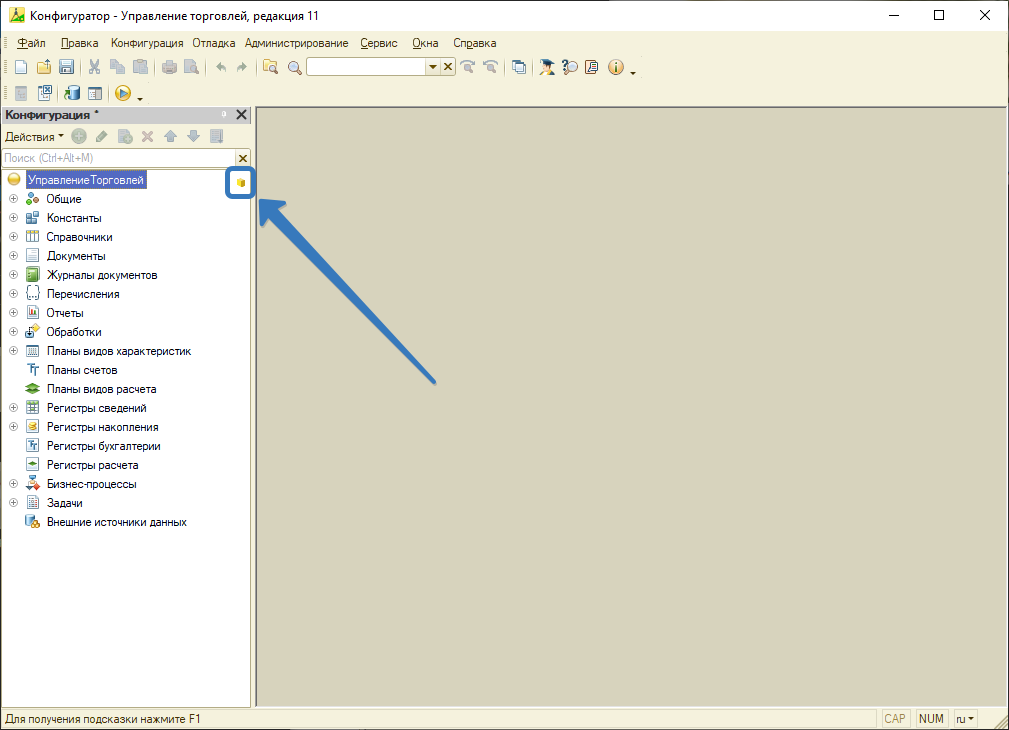 Конфигуратор - Управление торговлей, редакция 11
Файл Правка Конфигурация Отладка Администрирование Сервис Окна Справка
Конфигурация *
Действия
Поиск (Ctrl+Alt+M)
УправлениеТорговлей
Общие
Константы
Справочники
Документы
Журналы документов
Перечисления
Отчеты
Обработки
Планы видов характеристик
Планы счетов
Планы видов расчета
Регистры сведений
Регистры накопления
Регистры бухгалтерии
Регистры расчета
Бизнес-процессы
Задачи
Внешние источники данных
Для получения подсказки нажмите F1 CAP NUM ru